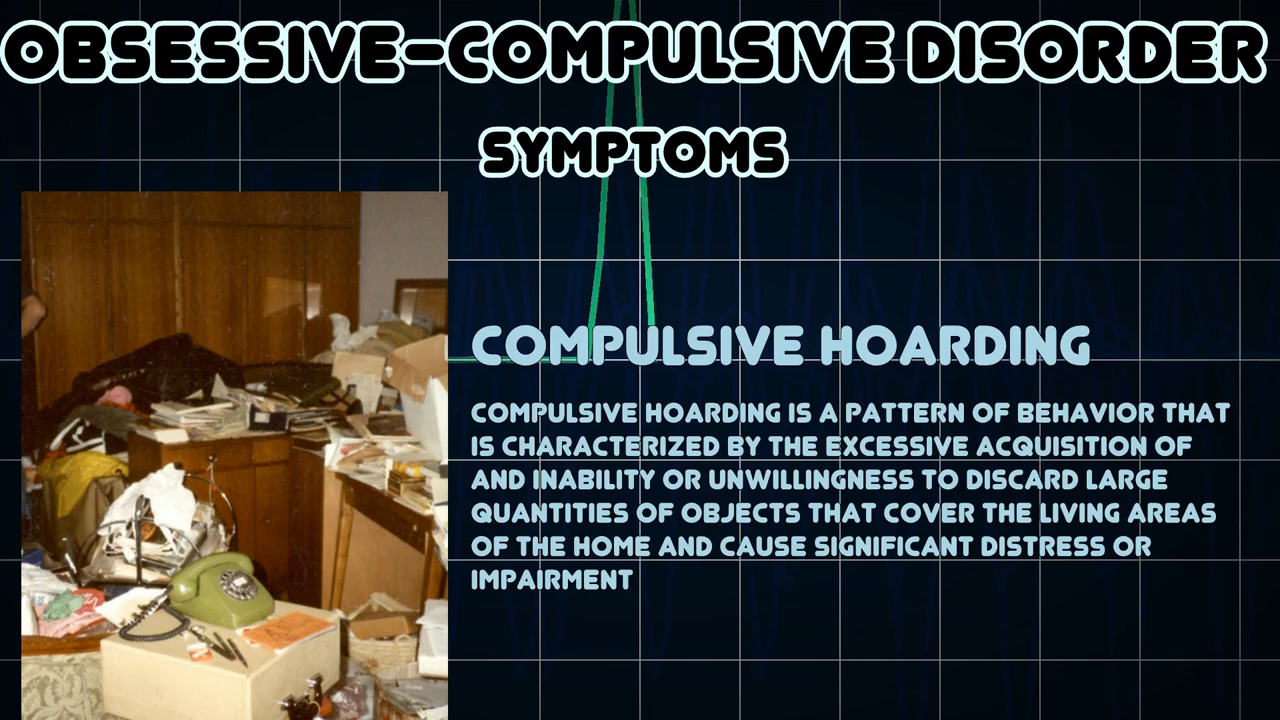 OBSESSIVE-COMPULSIVE DISORDER
SYMPTOMS
COMPULSIVE HOARDING
COMPULSIVE HOARDING IS A PATTERN OF BEHAVIOR THAT
IS CHARACTERIZED BY THE EXCESSIVE ACQUISITION OF
AND INABILITY OR UNWILLINGNESS TO DISCARD LARGE
QUANTITIES OF OBJECTS THAT COVER THE LIVING AREAS
OF THE HOME AND CAUSE SIGNIFICANT DISTRESS OR
IMPAIRMENT